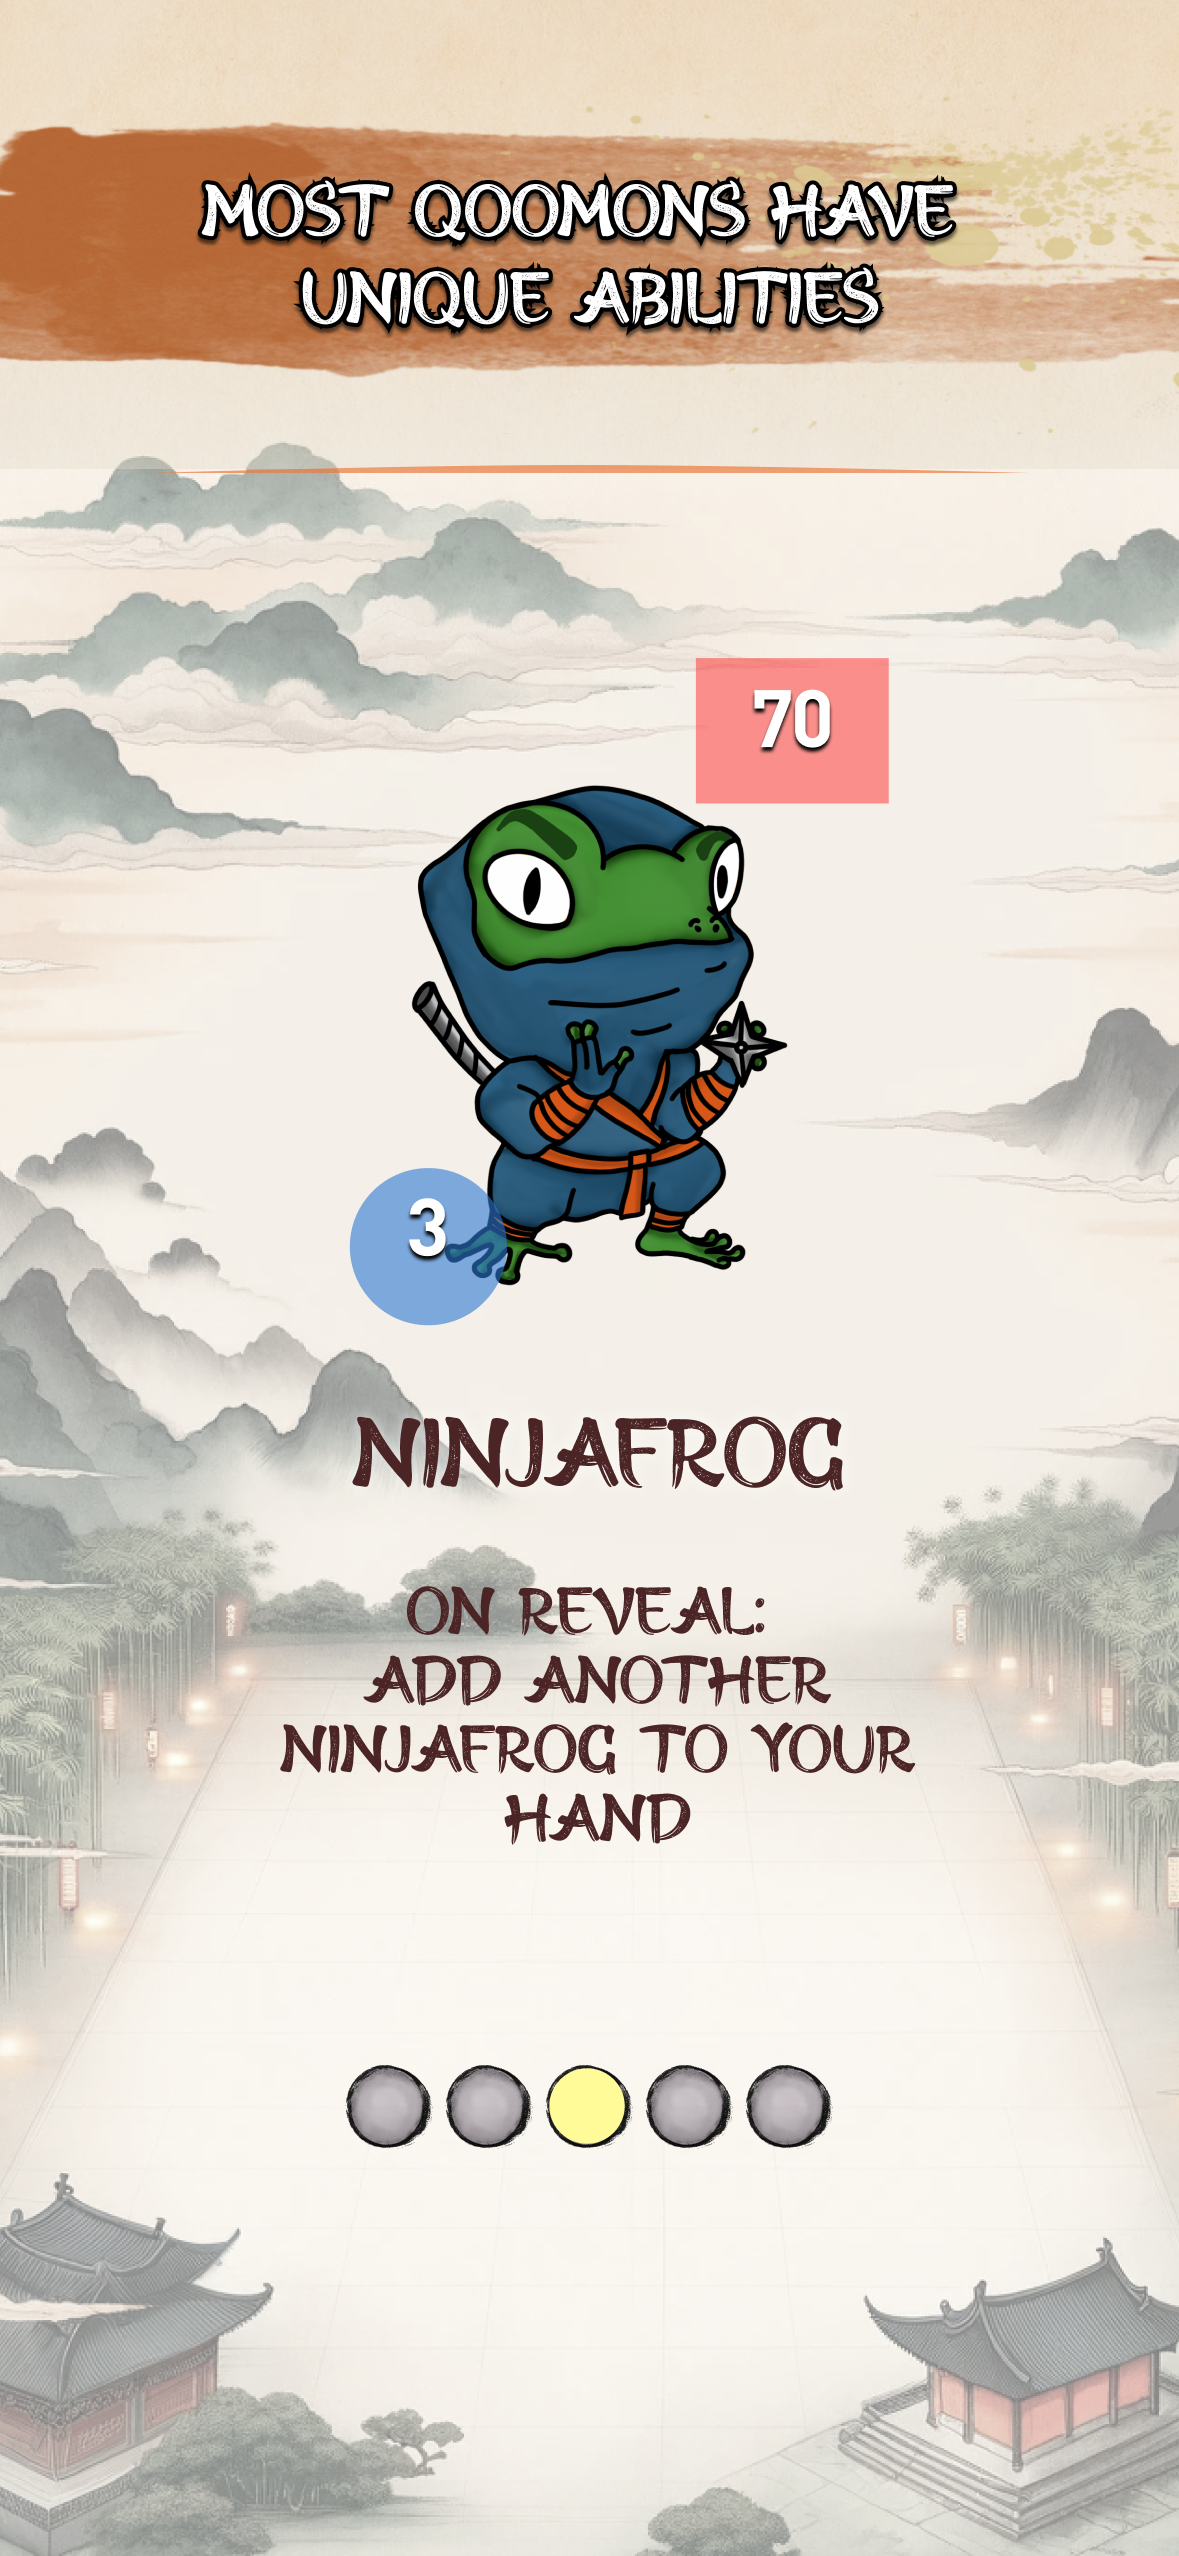 MOST QOOMONS HAVE
UNIQUE ABILITIES
70
3
NINJAFROG
ON REVEAL:
ADD ANOTHER
NINJAFROG TO YOUR
HAND